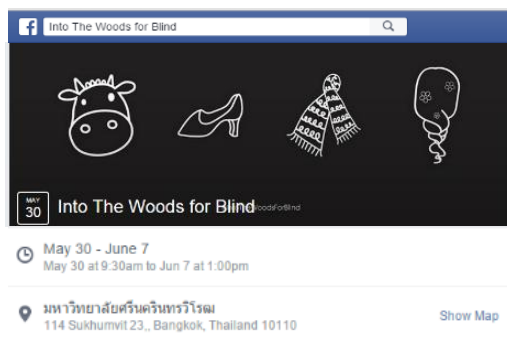 f Into The Woods for Blind
MAY
30
Into The Woods for Blind
WoodsForBlind
May 30 - June 7
May 30 at 9:30am to Jun 7 at 1:00pm
มหาวิทยาลัยศรีนครินทรวิโรฒ
114 Sukhumvit 23,, Bangkok, Thailand 10110
Show Map